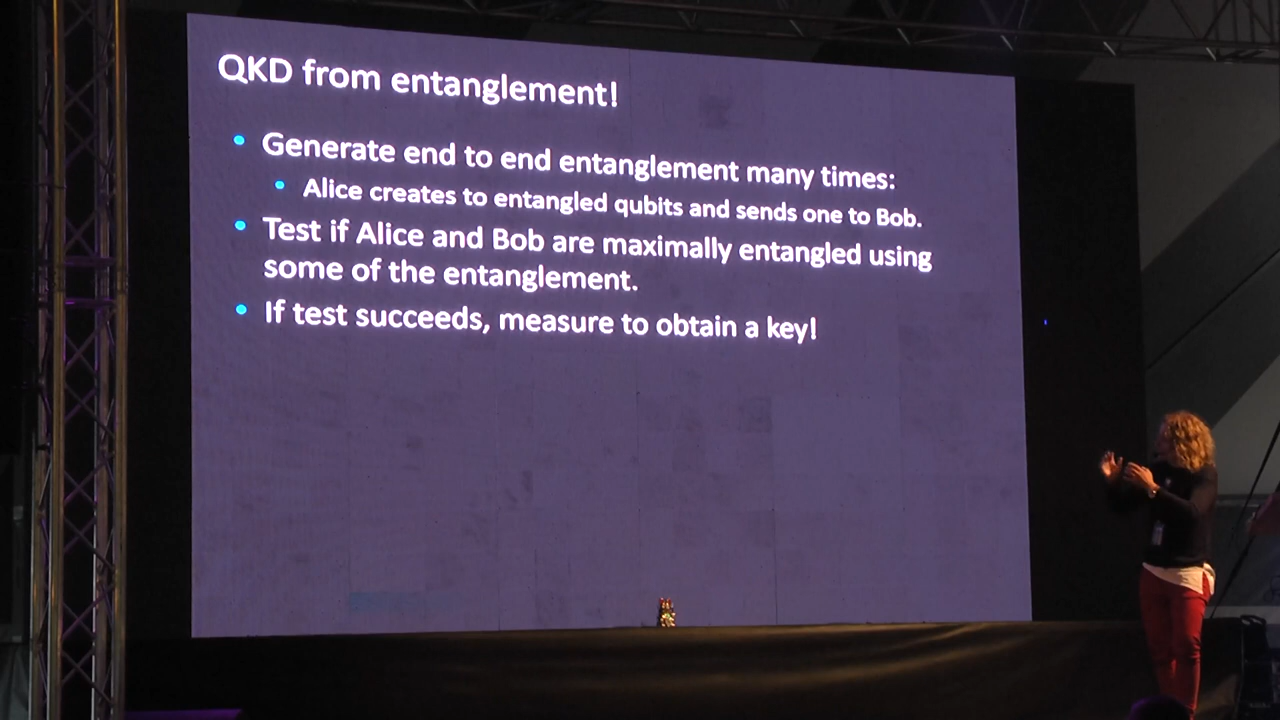 QKD from entanglement!
• Generate end to end entanglement many times:
• Alice creates to entangled qubits and sends one to Bob.
• Test if Alice and Bob are maximally entangled using
some of the entanglement.
• If test succeeds, measure to obtain a key!